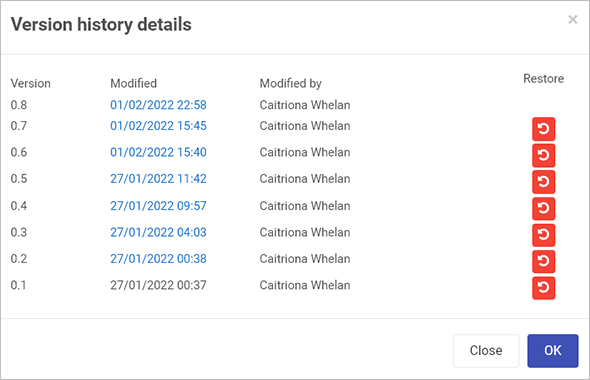 Version history details
×
Version Modified Modified by Restore
0.8 01/02/2022 22:58 Caitriona Whelan
0.7 01/02/2022 15:45 Caitriona Whelan
0.6 01/02/2022 15:40 Caitriona Whelan
0.5 27/01/2022 11:42 Caitriona Whelan
0.4 27/01/2022 09:57 Caitriona Whelan
0.3 27/01/2022 04:03 Caitriona Whelan
0.2 27/01/2022 00:38 Caitriona Whelan
0.1 27/01/2022 00:37 Caitriona Whelan
Close OK